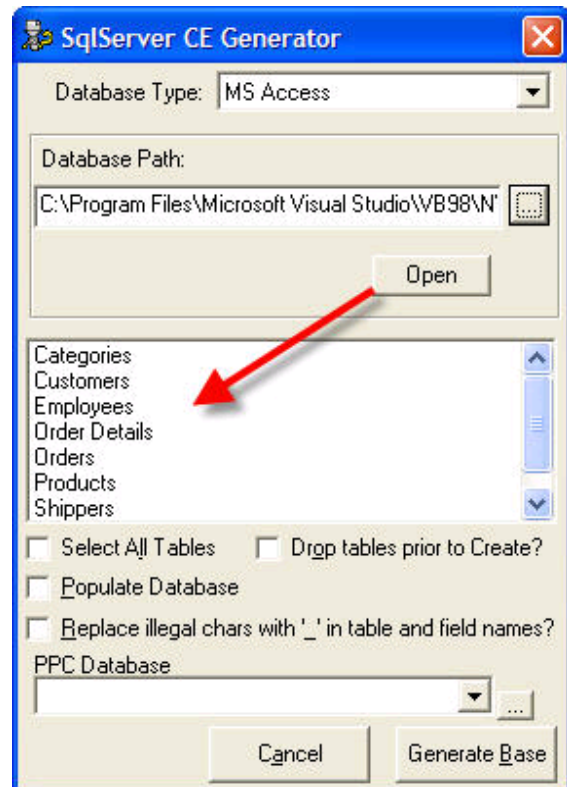 SqlServer CE Generator
Database Type: MS Access
Database Path:
C:\Program Files\Microsoft Visual Studio\VB98\N
...
Open
Categories
Customers
Employees
Order Details
Orders
Products
Shippers
Select All Tables Drop tables prior to Create?
Populate Database
Replace illegal chars with '_' in table and field names?
PPC Database
...
Cancel Generate Base